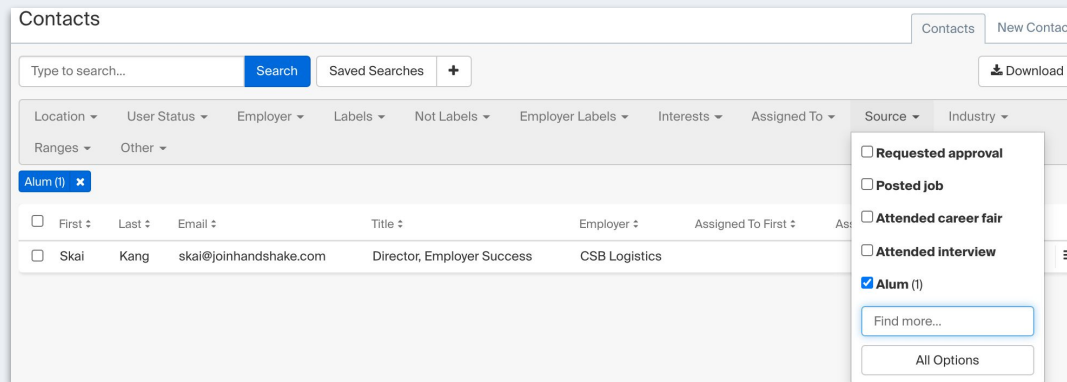 Contacts
Contacts New Contac
Type to search... Search Saved Searches + Download
Location User Status Employer Labels Not Labels Employer Labels Interests Assigned To Source Industry
Ranges Other
Requested approval
Alum (1) ×
Posted job
First Last Email Title Employer Assigned To First Ass
Attended career fair
Skai Kang skai@joinhandshake.com Director, Employer Success CSB Logistics
Attended interview
Alum (1)
Find more...
All Options